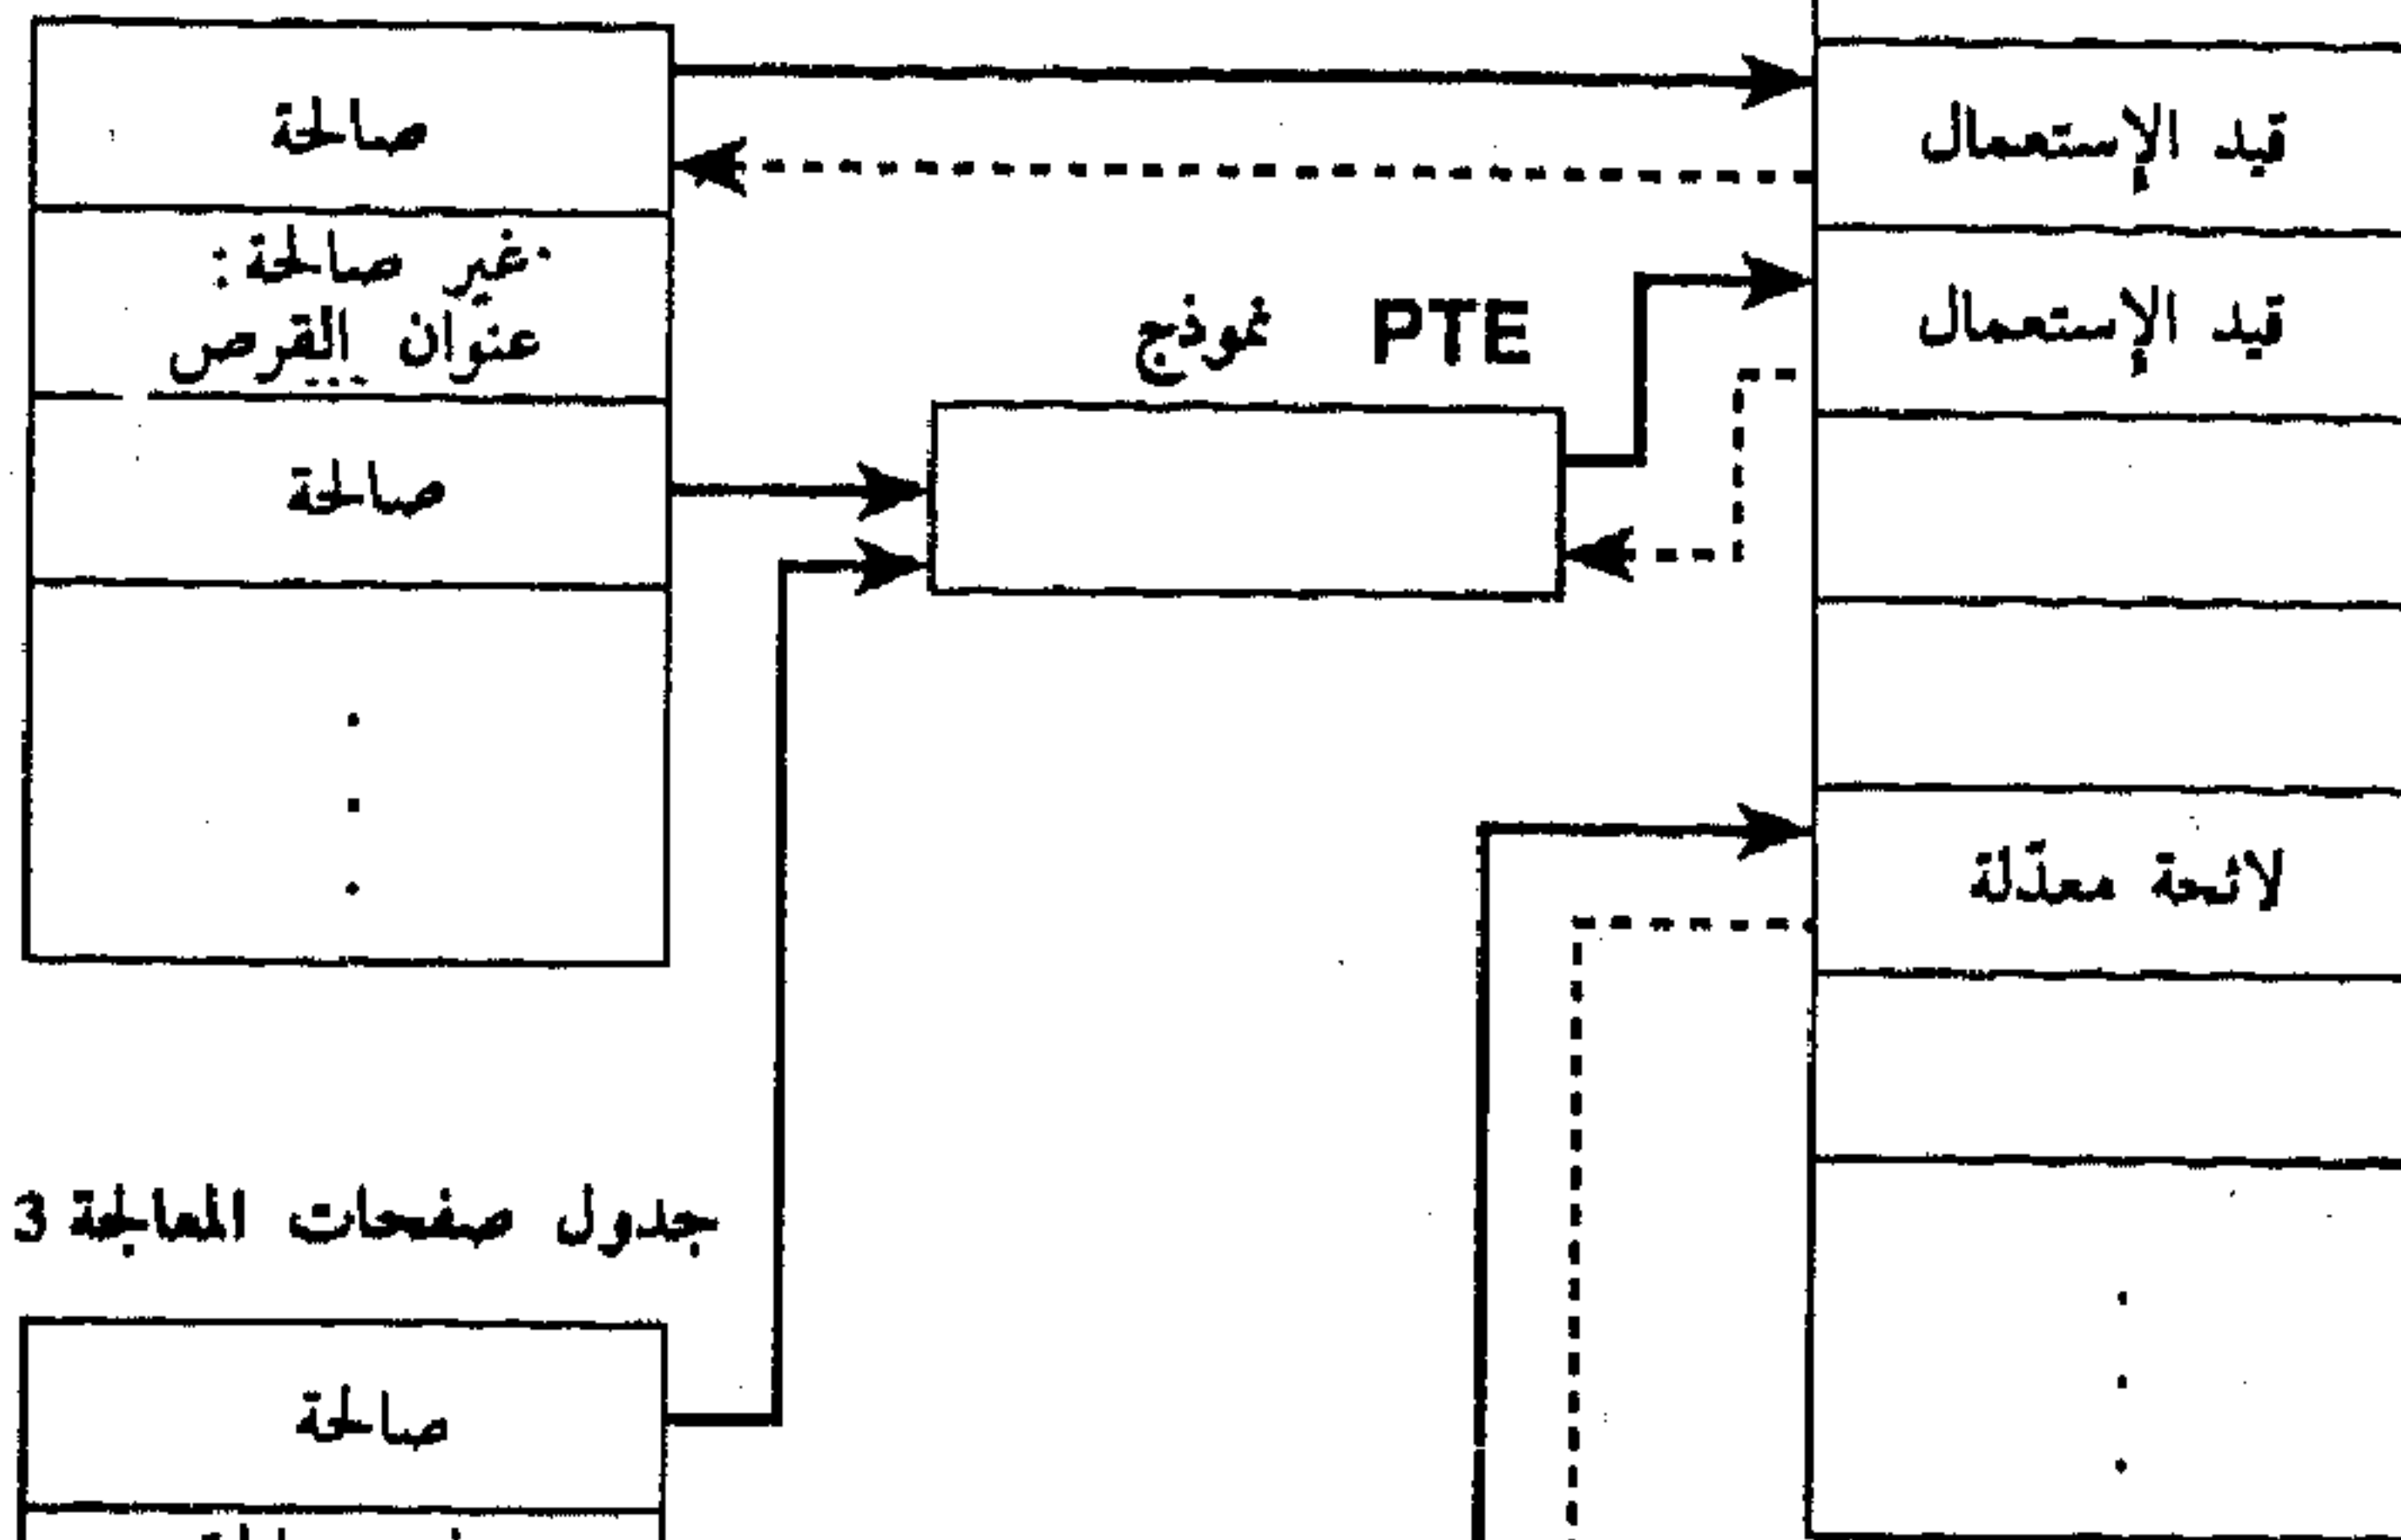 صالحة
قيد الإستعمال
غير صالحة:
عنوان القرص
نموذج PTE
قيد الإستعمال
صالحة
لائحة معدّلة
جدول صفحات المعالجة 3
صالحة